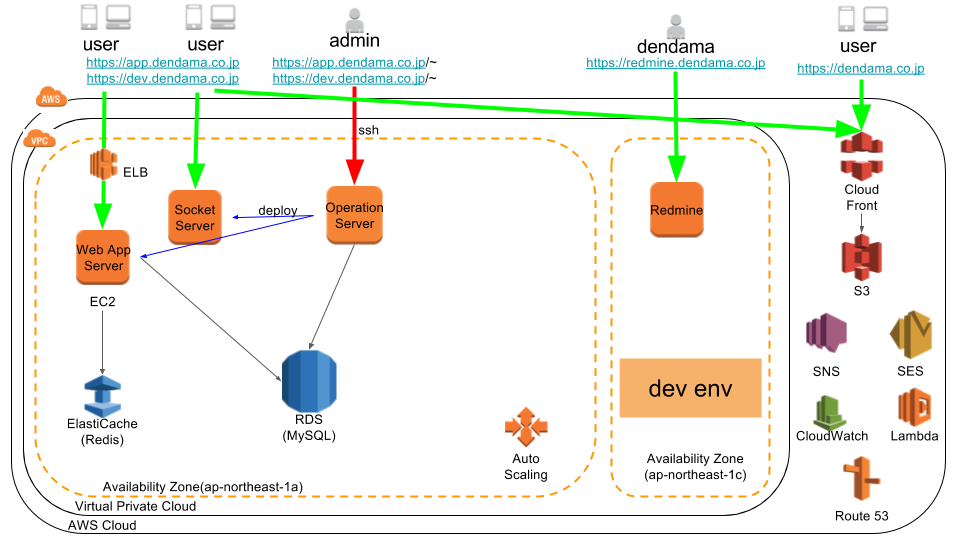 user
user
admin
dendama
user
https://app.dendama.co.jp
https://dev.dendama.co.jp
https://app.dendama.co.jp/~
https://dev.dendama.co.jp/~
https://redmine.dendama.co.jp
https://dendama.co.jp
AWS
VPC
ssh
ELB
Socket
Server
deploy
Operation
Server
Redmine
Cloud
Front
Web App
Server
EC2
S3
SNS
SES
dev env
ElastiCache
(Redis)
RDS
(MySQL)
CloudWatch
Lambda
Auto
Scaling
Availability Zone
(ap-northeast-1c)
Availability Zone(ap-northeast-1a)
Virtual Private Cloud
AWS Cloud
Route 53